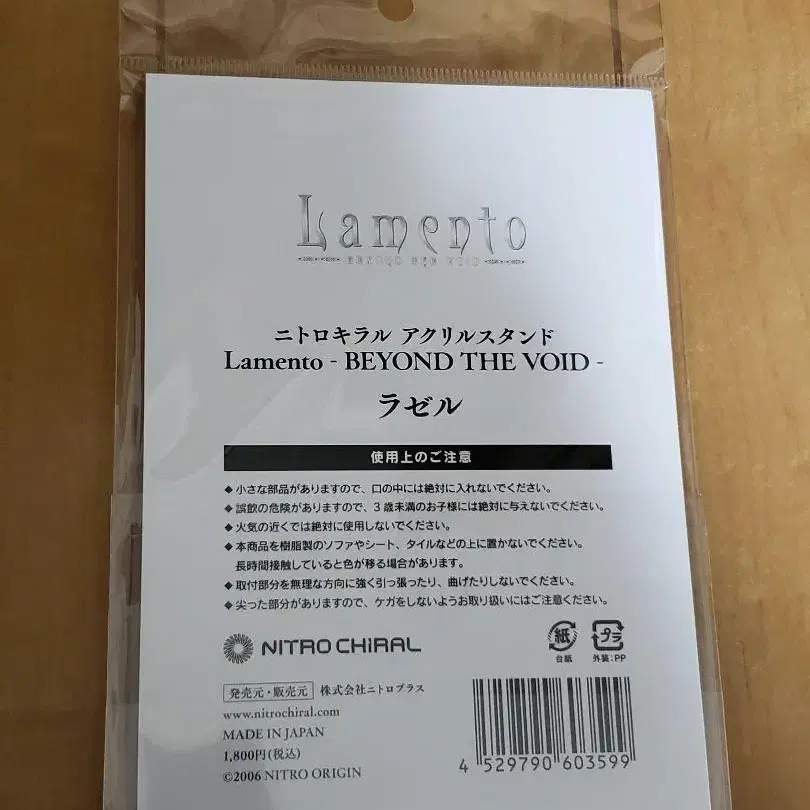 Lamento
BEYOND THE VOID
ニトロキラル アクリルスタンド
Lamento - BEYOND THE VOID -
ラゼル
使用上のご注意
◆小さな部品がありますので、口の中には絶対に入れないでください。
◆誤飲の危険がありますので、3歳未満のお子様には絶対に与えないでください。
◆火気の近くでは絶対に使用しないでください。
◆本商品を樹脂製のソファやシート、タイルなどの上に置かないでください。
長時間接触していると色が移る場合があります。
◆取付部分を無理な方向に強く引っ張ったり、曲げたりしないでください。
◆尖った部分がありますので、ケガをしないようお取り扱いにはご注意ください。
NITRO CHiRAL
紙
台紙
プラ
外装:PP
発売元・販売元 株式会社ニトロプラス
www.nitrochiral.com
MADE IN JAPAN
1,800円(税込)
©2006 NITRO ORIGIN
4 529790 603599